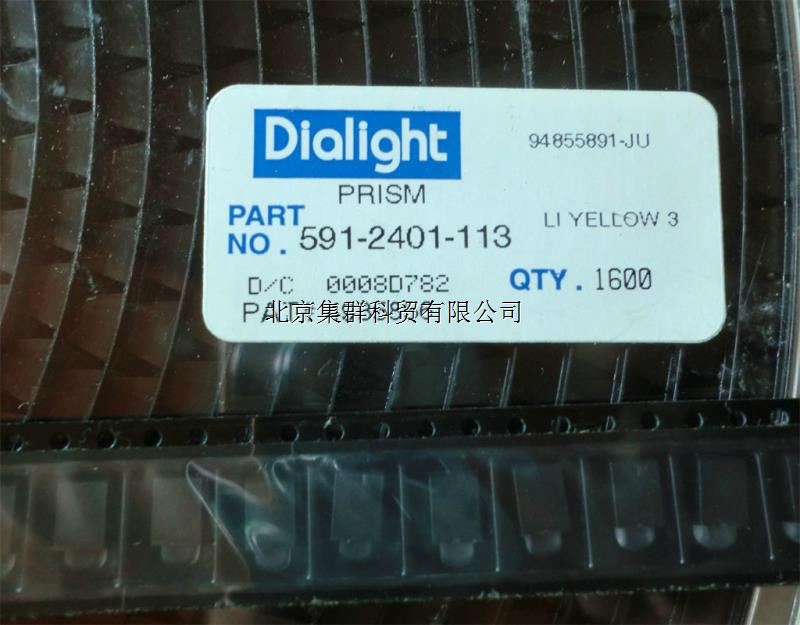 Dialight
94855891-JU
PRISM
PART NO. 591-2401-113
LI YELLOW 3
D/C 0008D782
QTY. 1600
北京集群科贸有限公司